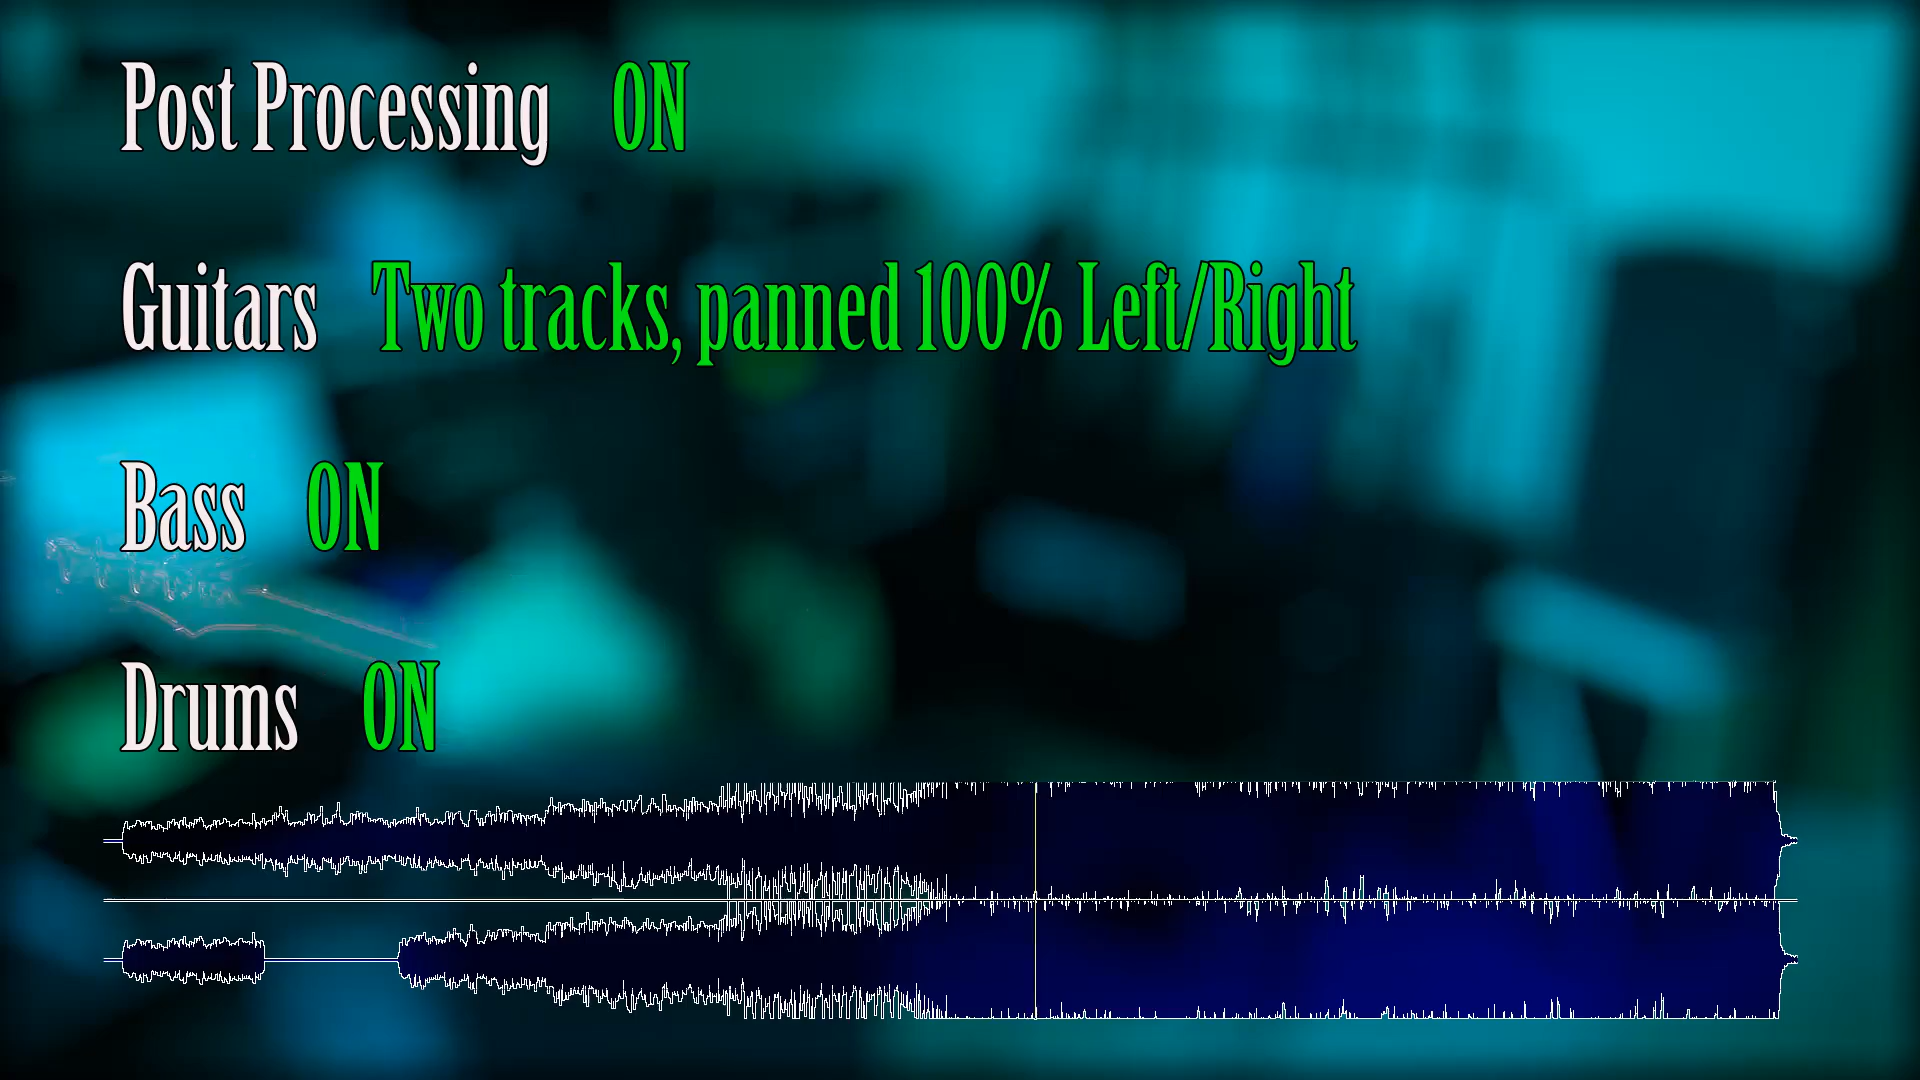 Post Processing ON
Guitars Two tracks, panned 100% Left/Right
Bass ON
Drums ON